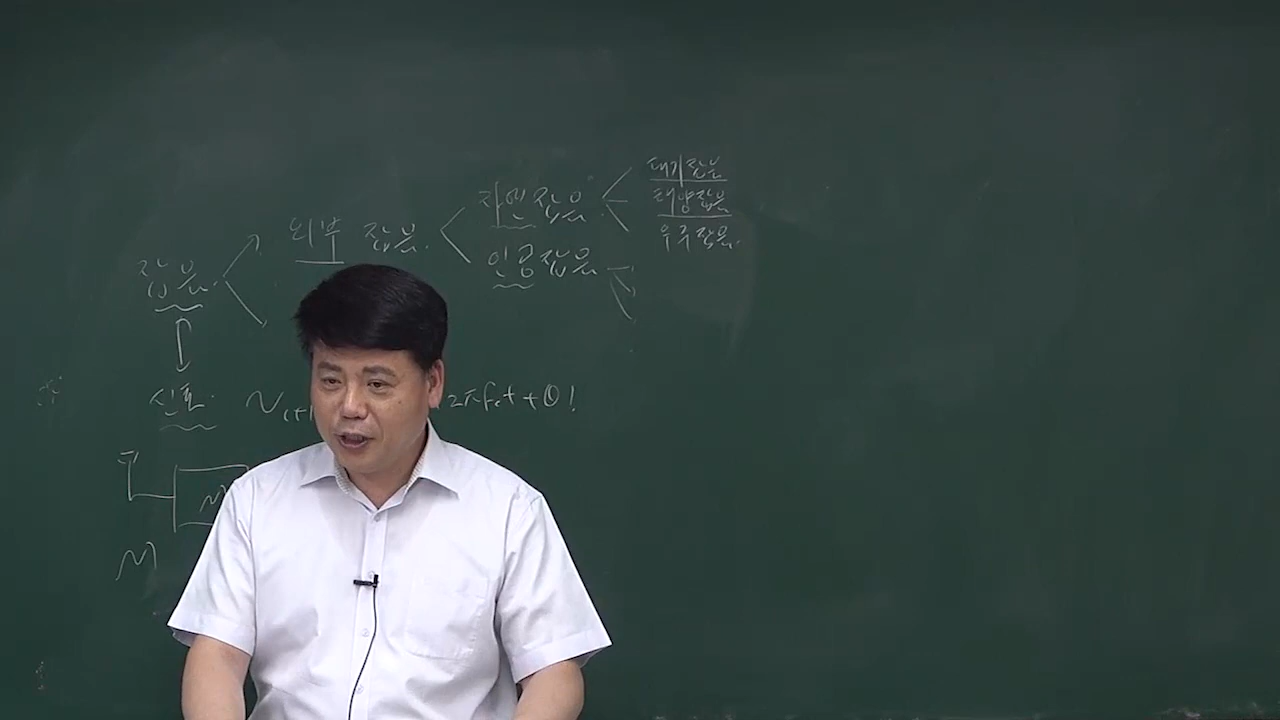 대기잡음
자연잡음 태양잡음
외부 잡음 우주잡음
잡음 인공잡음
신호 2πfct + θ!
M
M